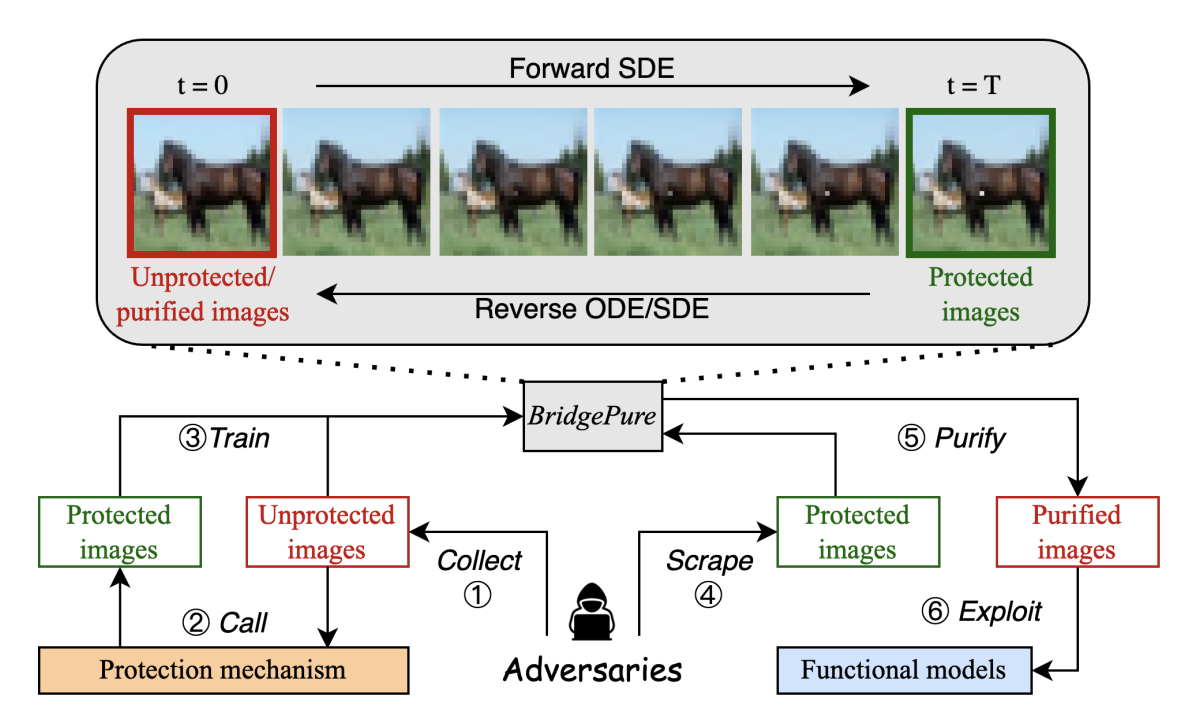 Forward SDE
t = 0
t = T
Unprotected/
purified images
Protected
images
Reverse ODE/SDE
BridgePure
③Train
⑤ Purify
Protected
images
Unprotected
images
Protected
images
Purified
images
Collect
①
Scrape
④
② Call
⑥ Exploit
Protection mechanism
Adversaries
Functional models